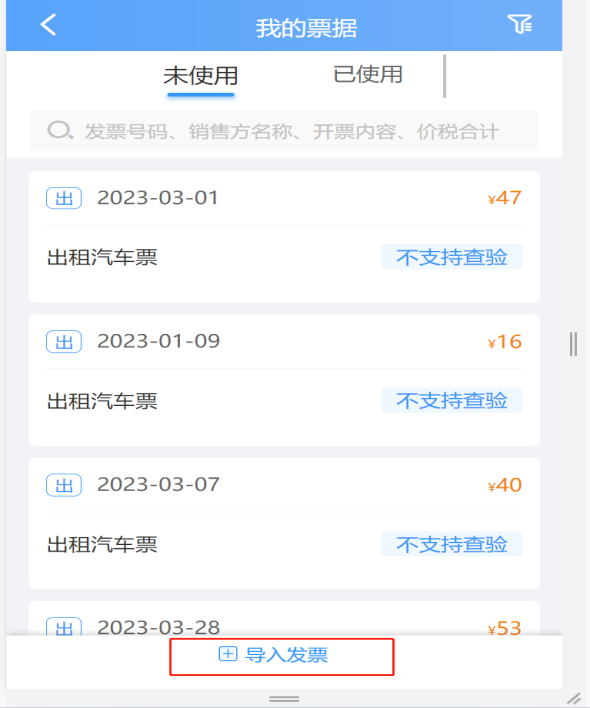 我的票据
未使用 已使用
发票号码、销售方名称、开票内容、价税合计
出 2023-03-01 ¥47
出租汽车票 不支持查验
出 2023-01-09 ¥16
出租汽车票 不支持查验
出 2023-03-07 ¥40
出租汽车票 不支持查验
出 2023-03-28 ¥53
导入发票